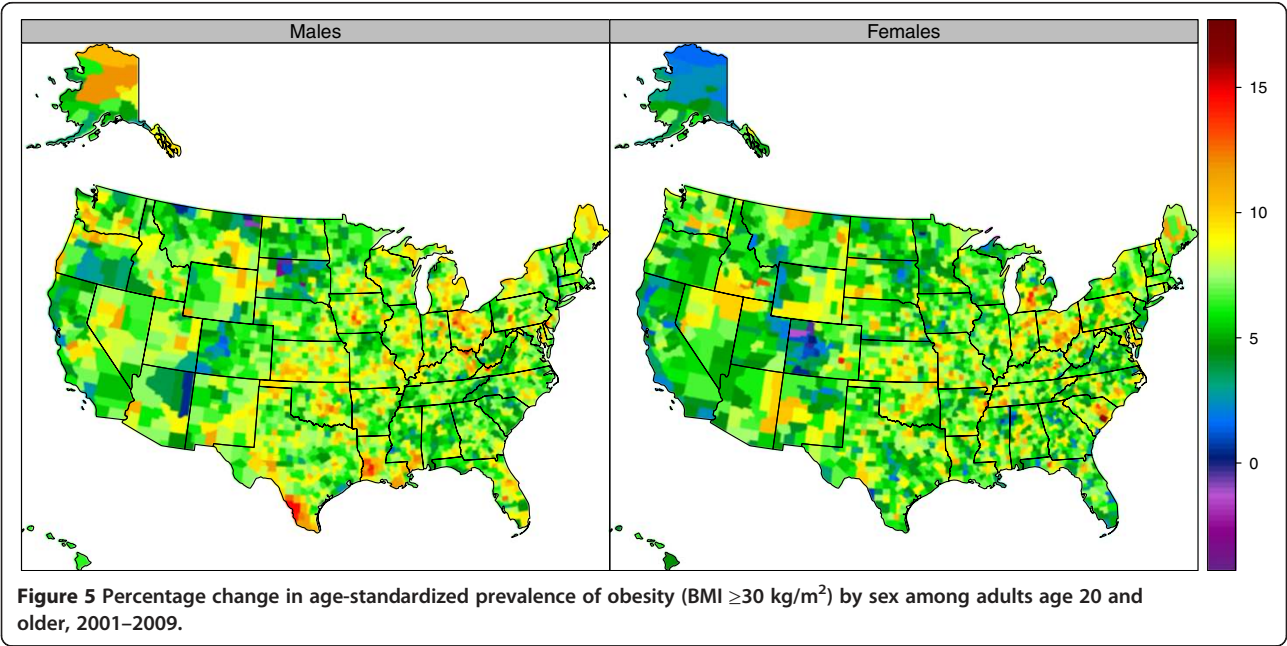 Males
Females
15
10
5
0
Figure 5 Percentage change in age-standardized prevalence of obesity (BMI ≥30 kg/m²) by sex among adults age 20 and
older, 2001–2009.